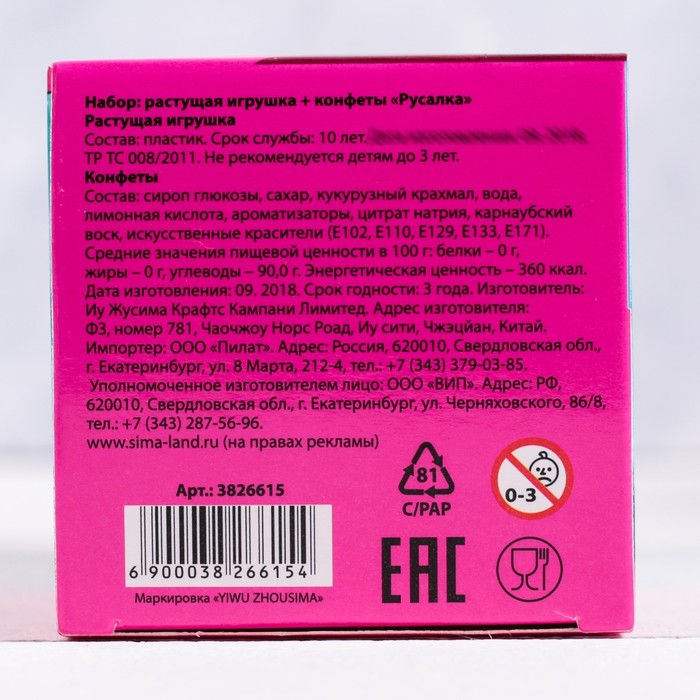 Набор: растущая игрушка + конфеты «Русалка»
Растущая игрушка
Состав: пластик. Срок службы: 10 лет.
ТР ТС 008/2011. Не рекомендуется детям до 3 лет.
Конфеты
Состав: сироп глюкозы, сахар, кукурузный крахмал, вода,
лимонная кислота, ароматизаторы, цитрат натрия, карнаубский
воск, искусственные красители (Е102, Е110, Е129, Е133, Е171).
Средние значения пищевой ценности в 100 г: белки – 0 г,
жиры – 0 г, углеводы – 90,0 г. Энергетическая ценность – 360 ккал.
Дата изготовления: 09. 2018. Срок годности: 3 года. Изготовитель:
Иу Жусима Крафтс Кампани Лимитед. Адрес изготовителя:
Ф3, номер 781, Чаочжоу Норс Роад, Иу сити, Чжэцйан, Китай.
Импортер: ООО «Пилат». Адрес: Россия, 620010, Свердловская обл.,
г. Екатеринбург, ул. 8 Марта, 212-4, тел.: +7 (343) 379-03-85.
Уполномоченное изготовителем лицо: ООО «ВИП». Адрес: РФ,
620010, Свердловская обл., г. Екатеринбург, ул. Черняховского, 86/8,
тел.: +7 (343) 287-56-96.
www.sima-land.ru (на правах рекламы)
Арт.: 3826615
6 900038 266154
Маркировка «YIWU ZHOUSIMA»
81
C/PAP
0-3
ЕАС